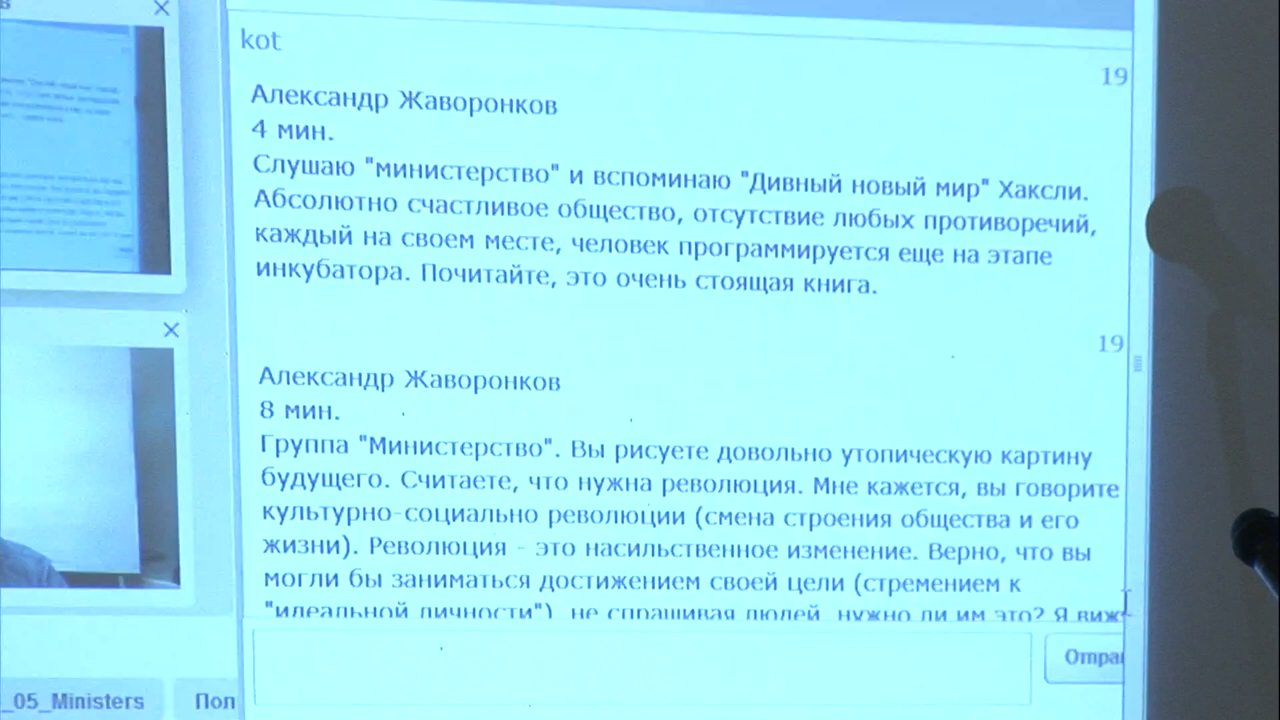 kot
19
Александр Жаворонков
4 мин.
Слушаю "министерство" и вспоминаю "Дивный новый мир" Хаксли.
Абсолютно счастливое общество, отсутствие любых противоречий,
каждый на своем месте, человек программируется еще на этапе
инкубатора. Почитайте, это очень стоящая книга.
19
Александр Жаворонков
8 мин.
Группа "Министерство". Вы рисуете довольно утопическую картину
будущего. Считаете, что нужна революция. Мне кажется, вы говорите
культурно-социально революции (смена строения общества и его
жизни). Революция - это насильственное изменение. Верно, что вы
могли бы заниматься достижением своей цели (стремением к
"идеальной личности"), не спрашивая людей, нужно ли им это? Я виж
Отпра
_05_Ministers
Пол